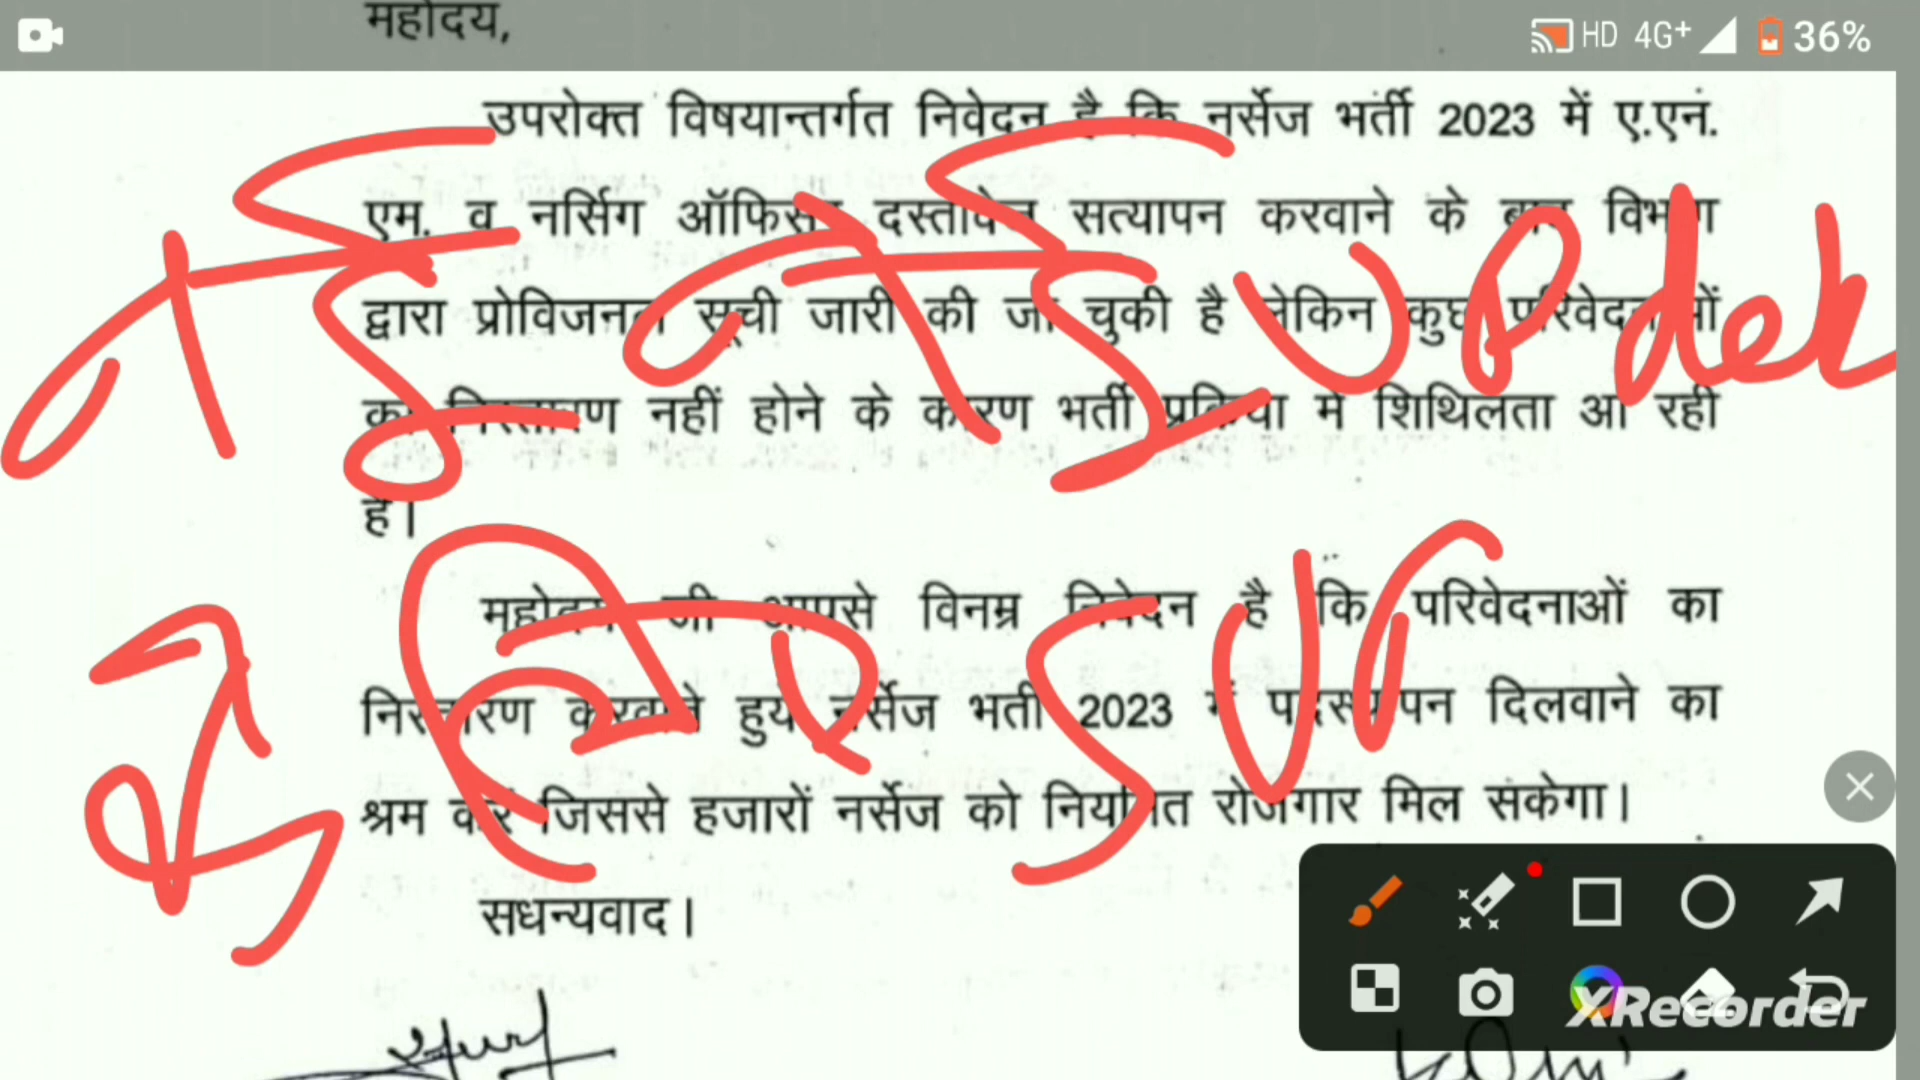 HD 4G+ 36%
महोदय,
उपरोक्त विषयान्तर्गत निवेदन है कि नर्सेज भर्ती 2023 में ए.एनं.
एम. व नर्सिग ऑफिसर दस्तावेज सत्यापन करवाने के बाद विभाग
द्वारा प्रोविजनल सूची जारी की जा चुकी है लेकिन कुछ परिवेदनाओं
का निस्तारण नहीं होने के कारण भर्ती प्रक्रिया में शिथिलता आ रही
है।
महोदय जी आपसे विनम्र निवेदन है कि परिवेदनाओं का
निस्तारण करवाते हुये नर्सेज भर्ती 2023 में पदस्थापन दिलवाने का
श्रम करें जिससे हजारों नर्सेज को नियमित रोजगार मिल संकेगा।
सधन्यवाद।
XRecorder